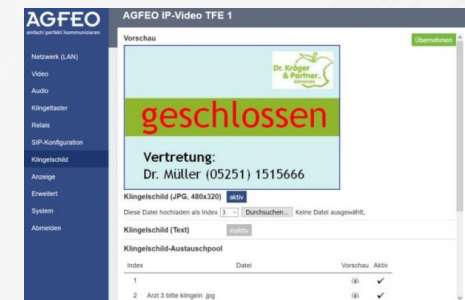 AGFEO
einfach|perfekt|kommunizieren
AGFEO IP-Video TFE 1
Netzwerk (LAN)
Video
Audio
Klingeltaster
Relais
SIP-Konfiguration
Klingelschild
Anzeige
Erweitert
System
Abmelden
Vorschau
Übernehmen
Dr. Kröger
& Partner.
Zahnärzte
geschlossen
Vertretung:
Dr. Müller (05251) 1515666
Klingelschild (JPG, 480x320) aktiv
Diese Datei hochladen als Index 3 Durchsuchen... Keine Datei ausgewählt.
Klingelschild (Text) inaktiv
Klingelschild-Austauschpool
Index Datei Vorschau Aktiv
1
2 Arzt 3 bitte klingeln .jpg